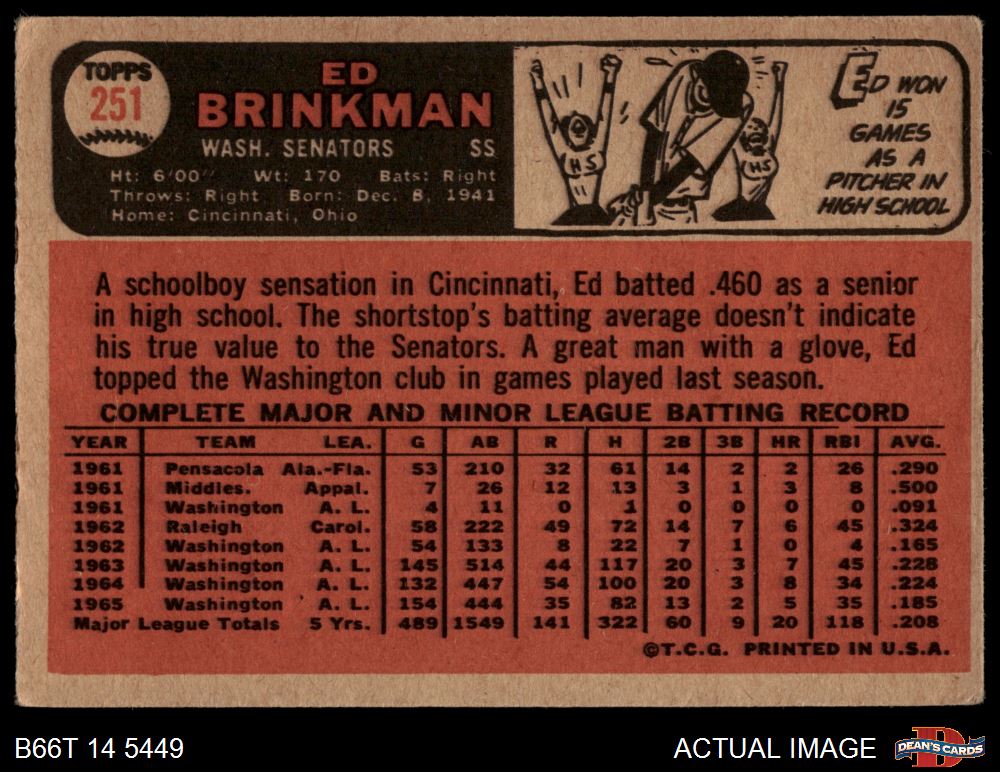 TOPPS
251
ED
BRINKMAN
WASH. SENATORS SS
Ht: 6'00" Wt: 170 Bats: Right
Throws: Right Born: Dec. 8, 1941
Home: Cincinnati, Ohio
HS
HS
ED WON
15
GAMES
AS A
PITCHER IN
HIGH SCHOOL
A schoolboy sensation in Cincinnati, Ed batted .460 as a senior
in high school. The shortstop's batting average doesn't indicate
his true value to the Senators. A great man with a glove, Ed
topped the Washington club in games played last season.
COMPLETE MAJOR AND MINOR LEAGUE BATTING RECORD
YEAR TEAM LEA. G AB R H 2B 3B HR RBI AVG.
1961 Pensacola Ala.-Fla. 53 210 32 61 14 2 2 26 .290
1961 Middles. Appal. 7 26 12 13 3 1 3 8 .500
1961 Washington A. L. 4 11 0 1 0 0 0 0 .091
1962 Raleigh Carol. 58 222 49 72 14 7 6 45 .324
1962 Washington A. L. 54 133 8 22 7 1 0 4 .165
1963 Washington A. L. 145 514 44 117 20 3 7 45 .228
1964 Washington A. L. 132 447 54 100 20 3 8 34 .224
1965 Washington A. L. 154 444 35 82 13 2 5 35 .185
Major League Totals 5 Yrs. 489 1549 141 322 60 9 20 118 .208
©T.C.G. PRINTED IN U.S.A.
B66T 14 5449
ACTUAL IMAGE
D
DEAN'S CARDS